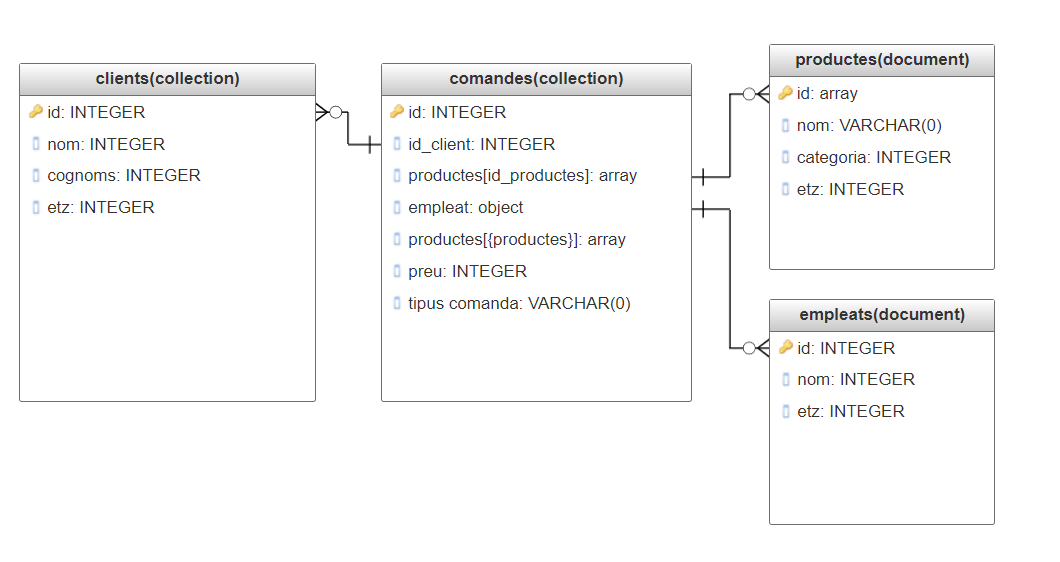 clients(collection)
id: INTEGER
nom: INTEGER
cognoms: INTEGER
etz: INTEGER
comandes(collection)
id: INTEGER
id_client: INTEGER
productes[id_productes]: array
empleat: object
productes[{productes}]: array
preu: INTEGER
tipus comanda: VARCHAR(0)
productes(document)
id: array
nom: VARCHAR(0)
categoria: INTEGER
etz: INTEGER
empleats(document)
id: INTEGER
nom: INTEGER
etz: INTEGER